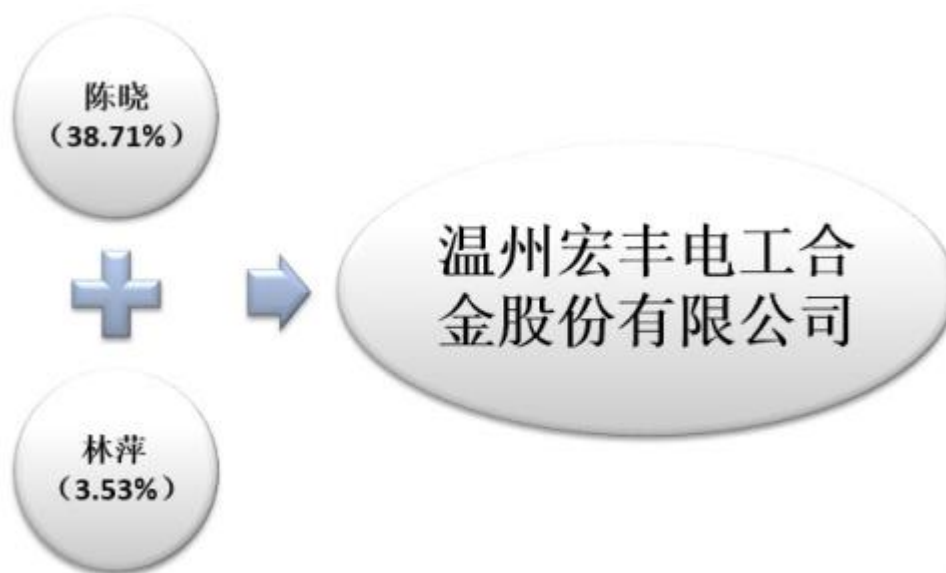 陈晓
（38.71%）
林萍
（3.53%）
温州宏丰电工合
金股份有限公司